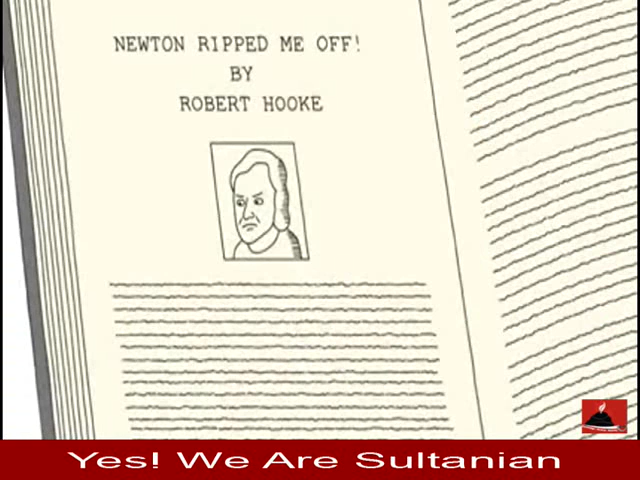 NEWTON RIPPED ME OFF!
BY
ROBERT HOOKE
Yes! We Are Sultanian